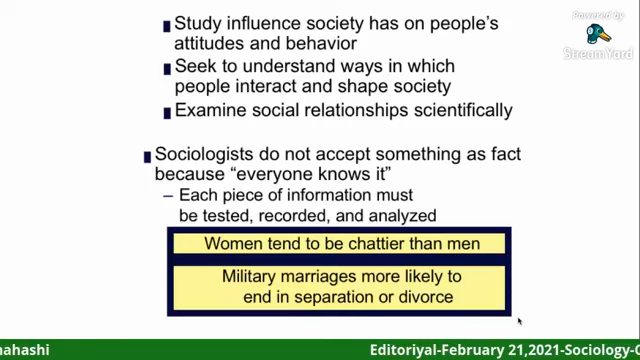 Powered by
StreamYard
Study influence society has on people's
attitudes and behavior
Seek to understand ways in which
people interact and shape society
Examine social relationships scientifically
Sociologists do not accept something as fact
because “everyone knows it”
– Each piece of information must
be tested, recorded, and analyzed
Women tend to be chattier than men
Military marriages more likely to
end in separation or divorce
Editoriyal-February 21,2021-Sociology-